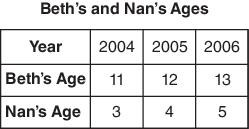 Beth's and Nan's Ages
Year 2004 2005 2006
Beth's Age 11 12 13
Nan's Age 3 4 5